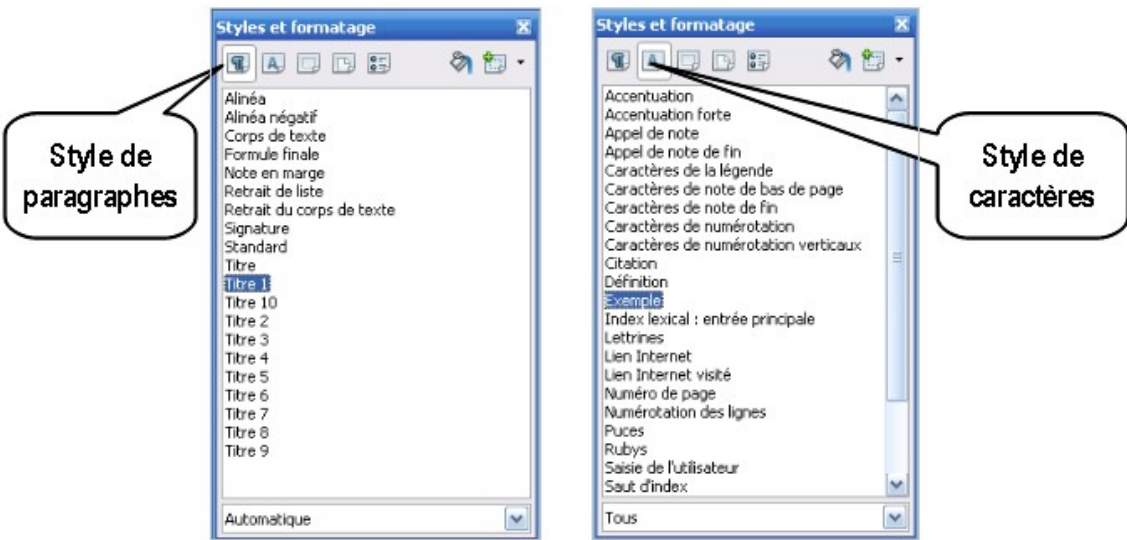 Styles et formatage
Style de
paragraphes
Alinéa
Alinéa négatif
Corps de texte
Formule finale
Note en marge
Retrait de liste
Retrait du corps de texte
Signature
Standard
Titre
Titre 1
Titre 10
Titre 2
Titre 3
Titre 4
Titre 5
Titre 6
Titre 7
Titre 8
Titre 9
Automatique
Styles et formatage
Accentuation
Accentuation forte
Appel de note
Appel de note de fin
Caractères de la légende
Caractères de note de bas de page
Caractères de note de fin
Caractères de numérotation
Caractères de numérotation verticaux
Citation
Définition
Exemple
Index lexical : entrée principale
Lettrines
Lien Internet
Lien Internet visité
Numéro de page
Numérotation des lignes
Puces
Rubys
Saisie de l'utilisateur
Saut d'index
Tous
Style de
caractères